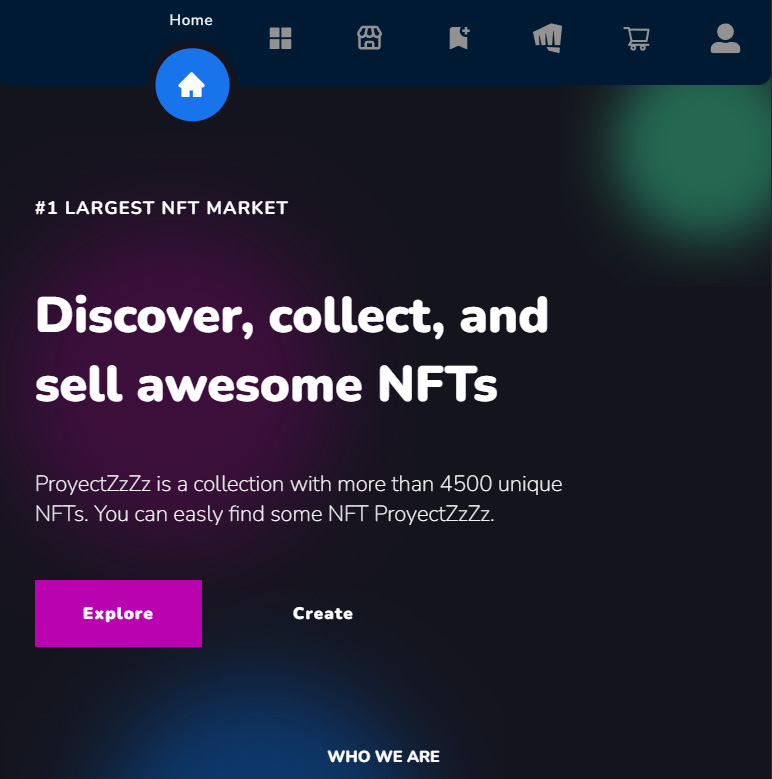 Home
#1 LARGEST NFT MARKET
Discover, collect, and
sell awesome NFTs
ProyectZzZz is a collection with more than 4500 unique
NFTs. You can easly find some NFT ProyectZzZz.
Explore
Create
WHO WE ARE